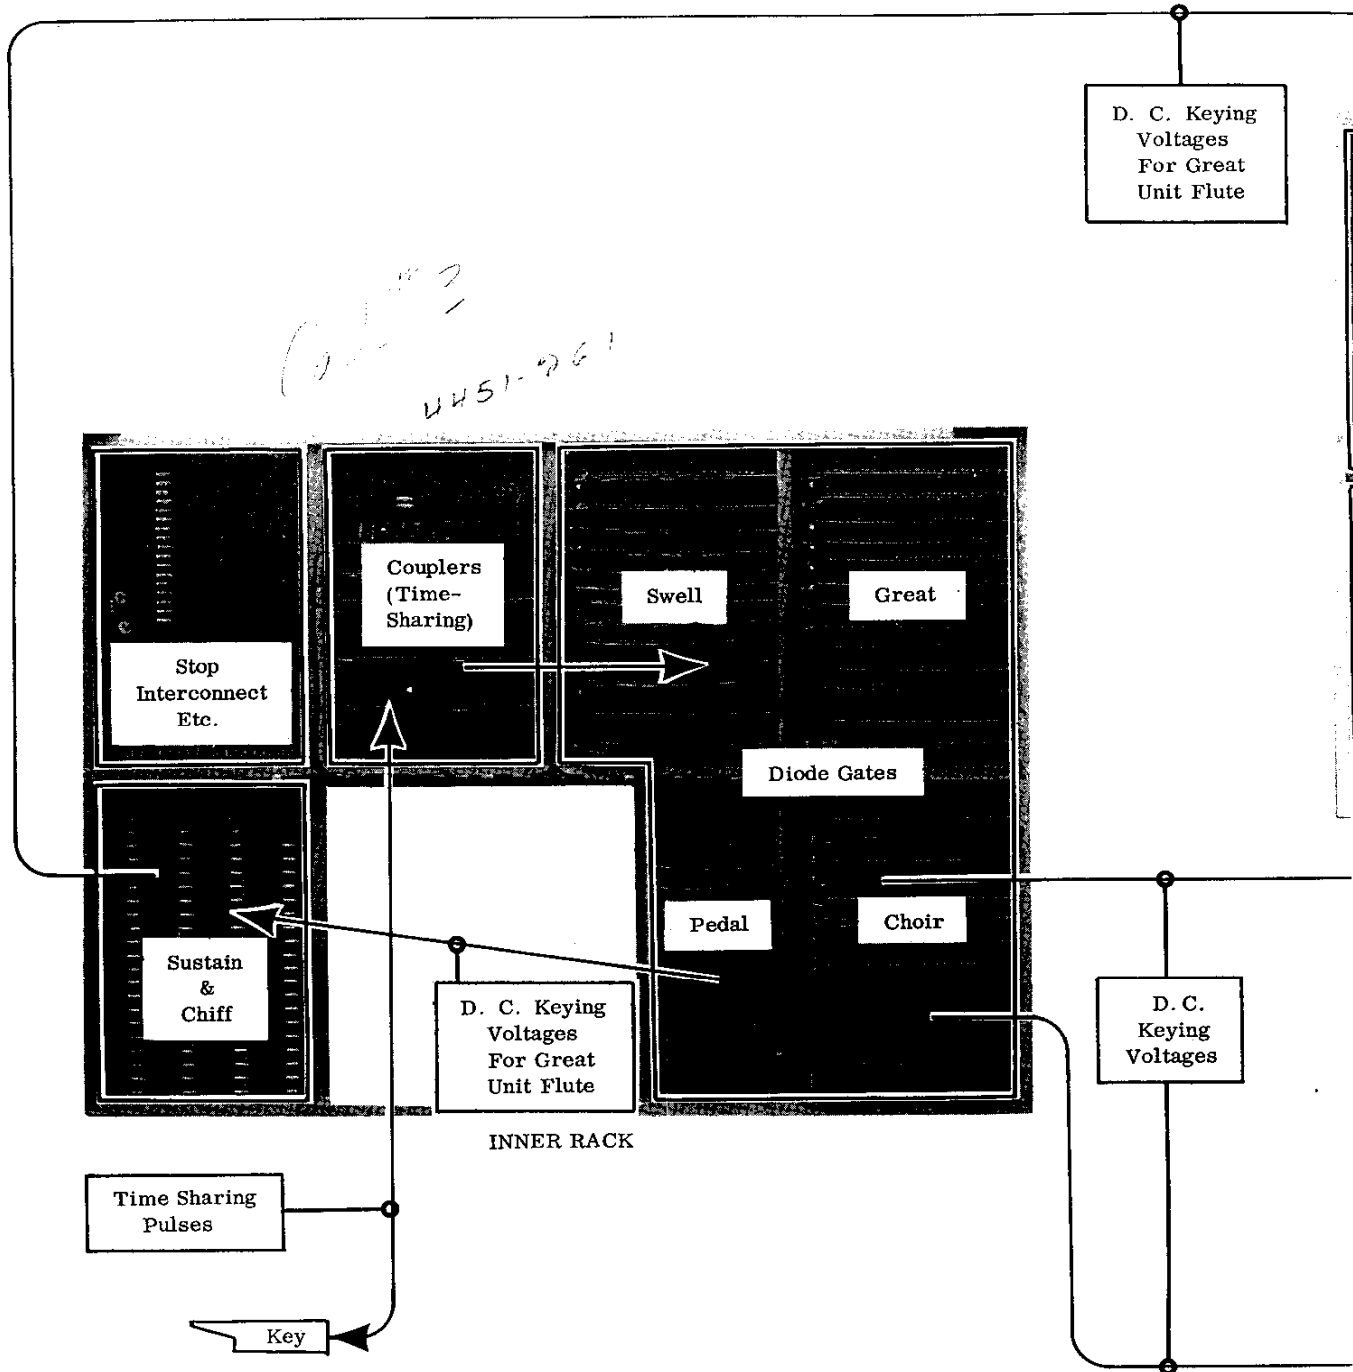 D. C. Keying
Voltages
For Great
Unit Flute
Couplers
(Time-
Sharing)
Swell
Great
Stop
Interconnect
Etc.
Diode Gates
Pedal
Choir
Sustain
&
Chiff
D. C. Keying
Voltages
For Great
Unit Flute
D. C.
Keying
Voltages
INNER RACK
Time Sharing
Pulses
Key